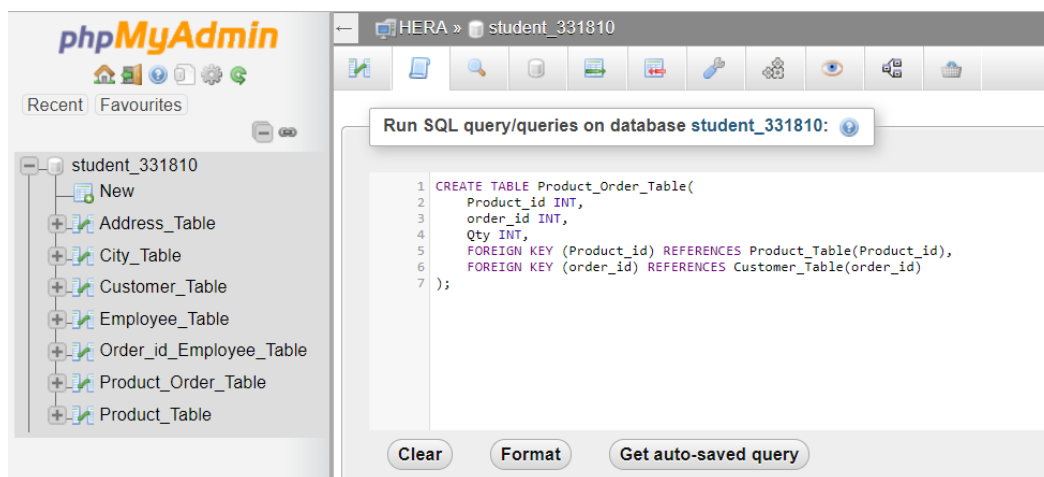 phpMyAdmin
Recent Favourites
student_331810
New
Address_Table
City_Table
Customer_Table
Employee_Table
Order_id_Employee_Table
Product_Order_Table
Product_Table
← HERA » student_331810
Run SQL query/queries on database student_331810:
1 CREATE TABLE Product_Order_Table(
2 Product_id INT,
3 order_id INT,
4 Qty INT,
5 FOREIGN KEY (Product_id) REFERENCES Product_Table(Product_id),
6 FOREIGN KEY (order_id) REFERENCES Customer_Table(order_id)
7 );
Clear Format Get auto-saved query